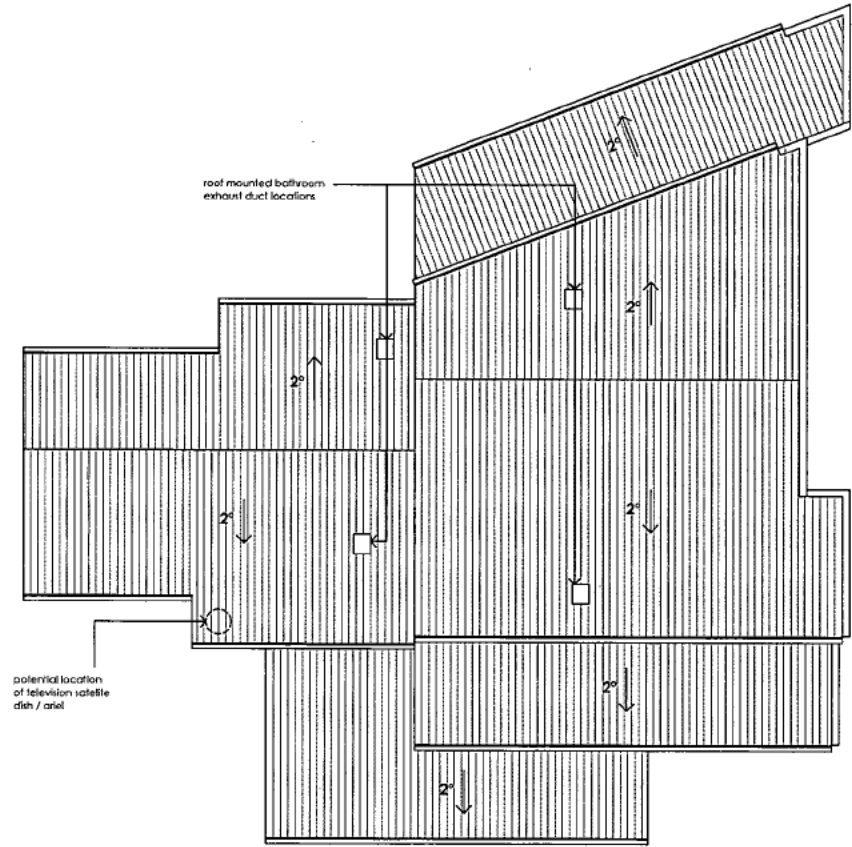 2°
roof mounted bathroom
exhaust duct locations
2°
2°
2°
2°
potential location
of television satelite
dish / ariel
2°
2°